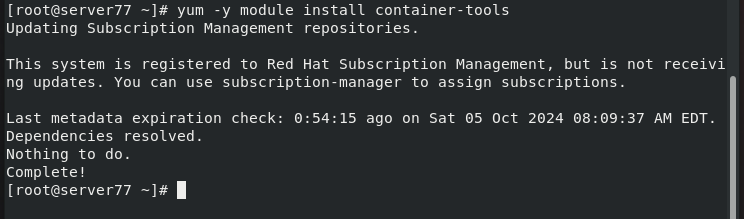 [root@server77 ~]# yum -y module install container-tools
Updating Subscription Management repositories.
This system is registered to Red Hat Subscription Management, but is not receivi
ng updates. You can use subscription-manager to assign subscriptions.
Last metadata expiration check: 0:54:15 ago on Sat 05 Oct 2024 08:09:37 AM EDT.
Dependencies resolved.
Nothing to do.
Complete!
[root@server77 ~]#